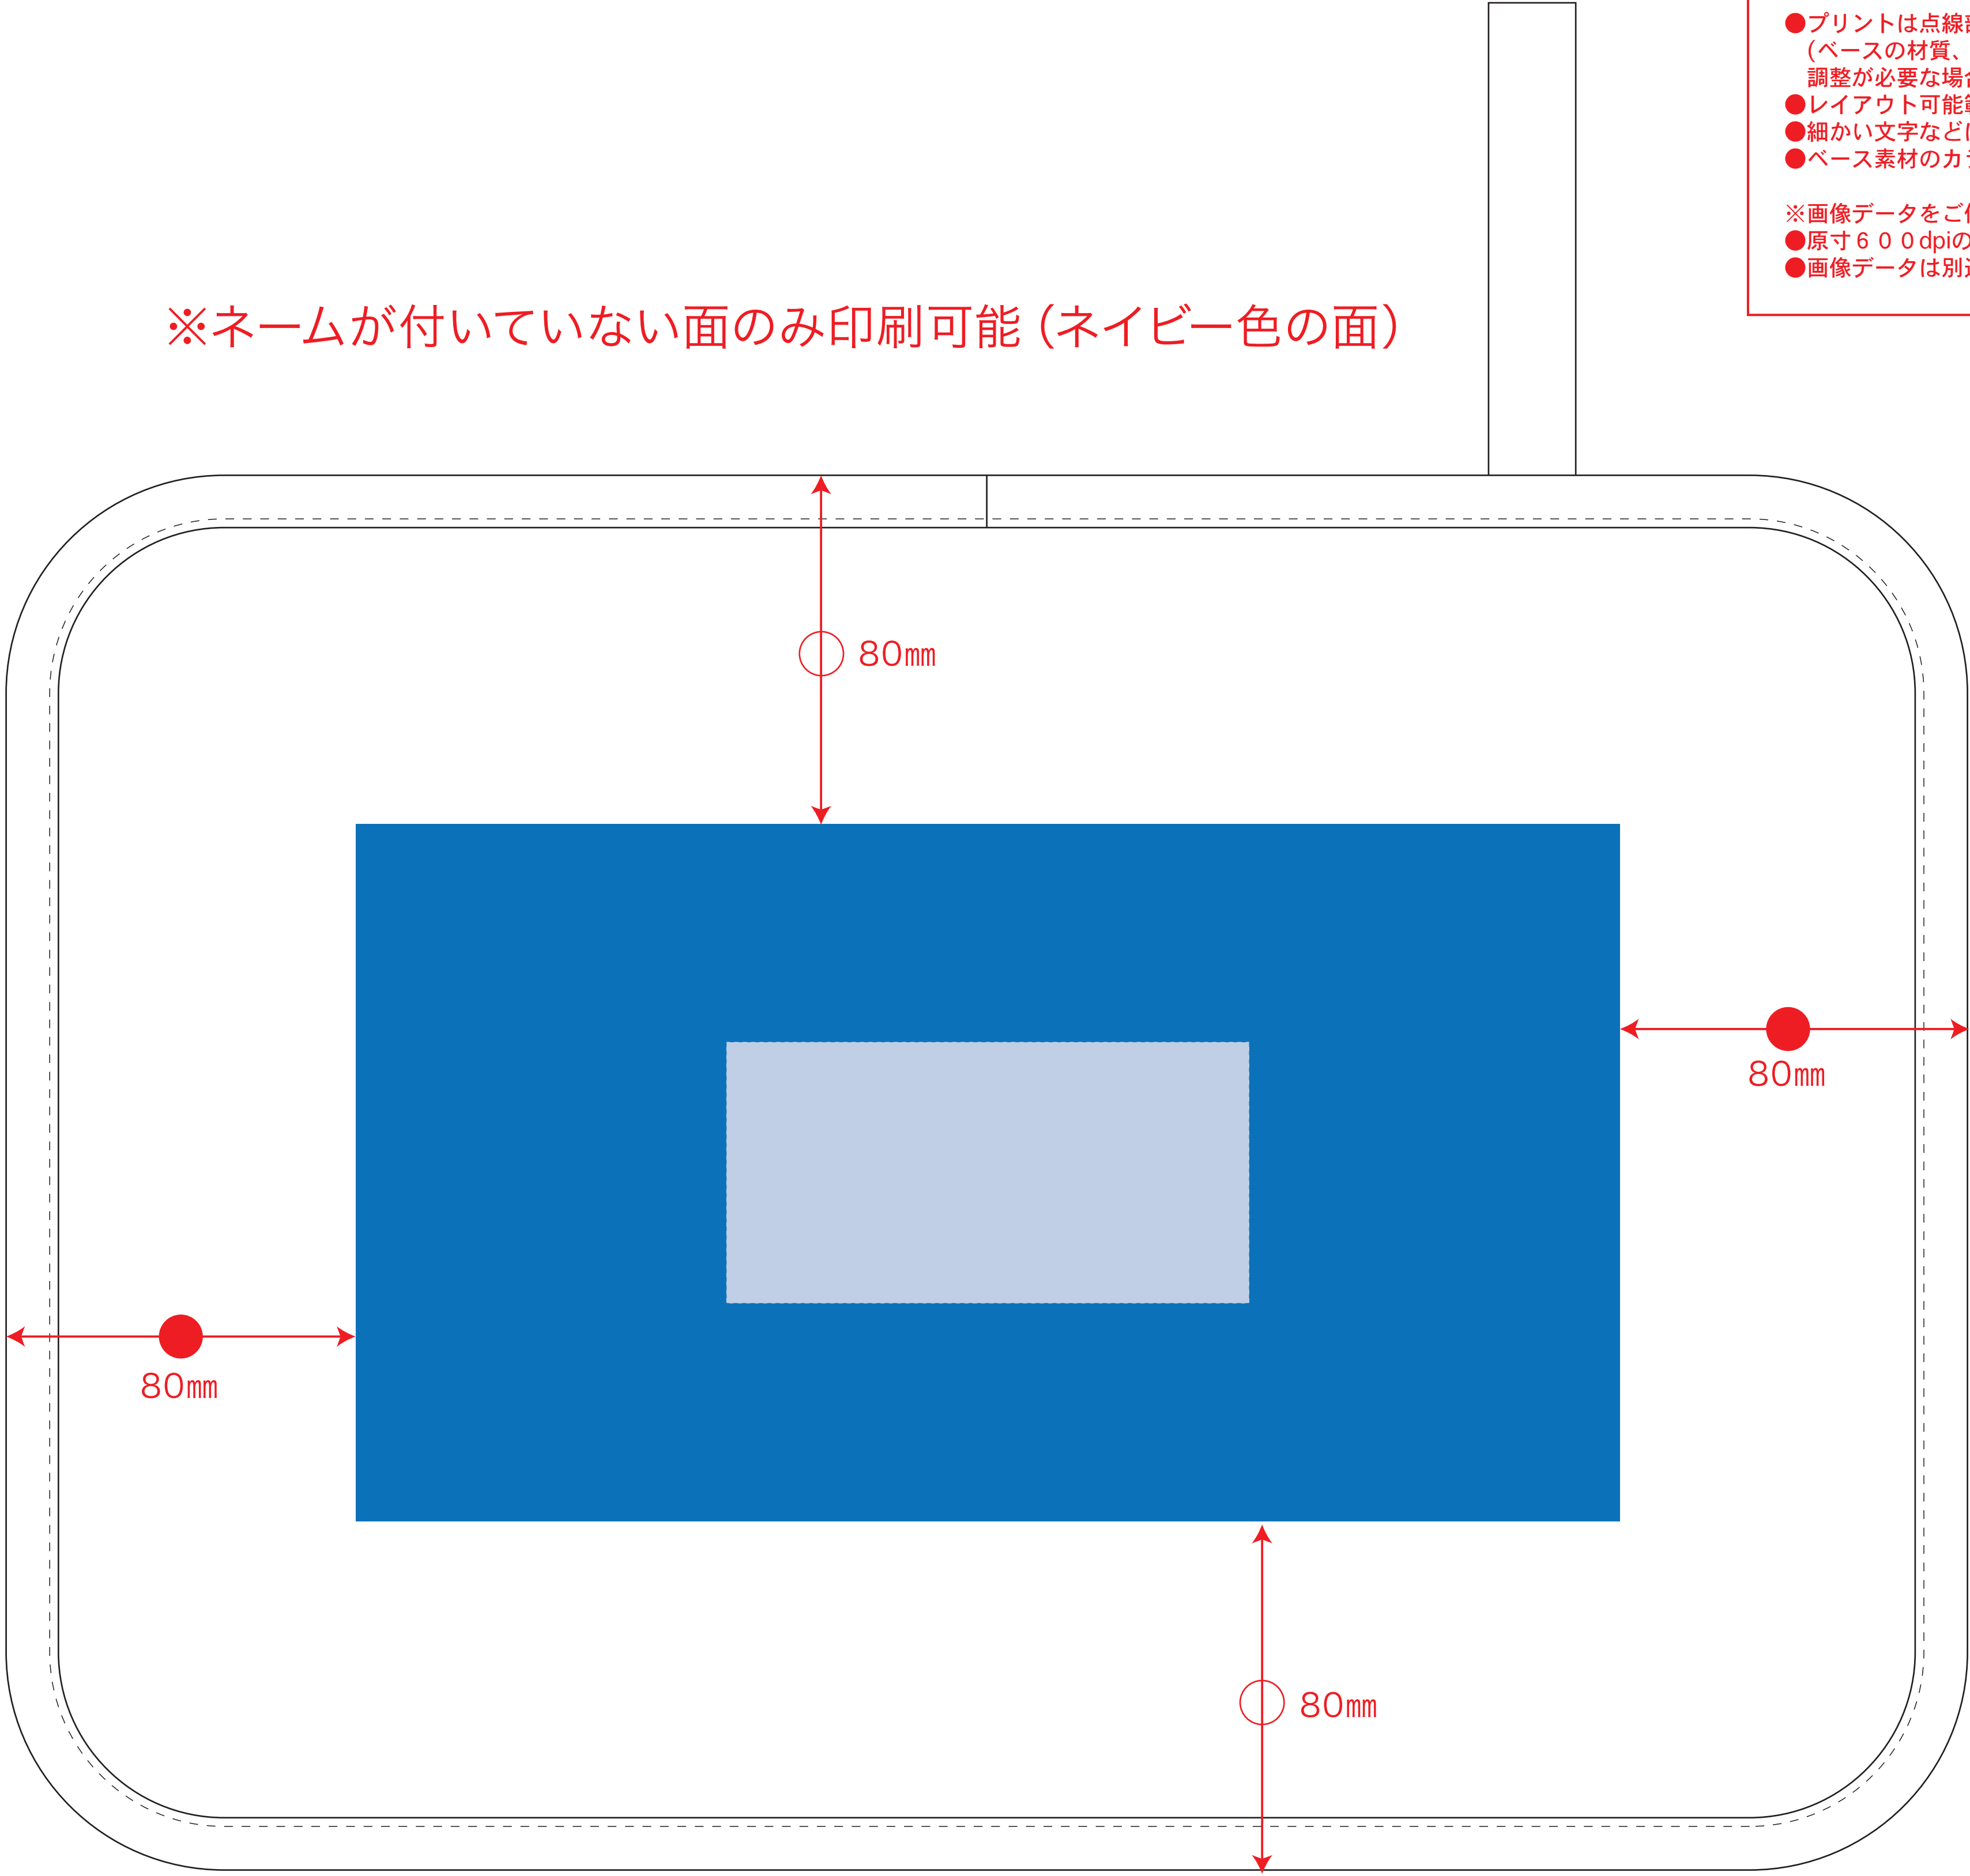 ●プリントは点線
(ベースの材質、
調整が必要な場
●レイアウト可能
●細かい文字など
●ベース素材のカ
※画像データをご
●原寸600dpiの
●画像データは別
※ネームが付いていない面のみ印刷可能(ネイビー色の面)
80mm
80mm
80mm
80mm